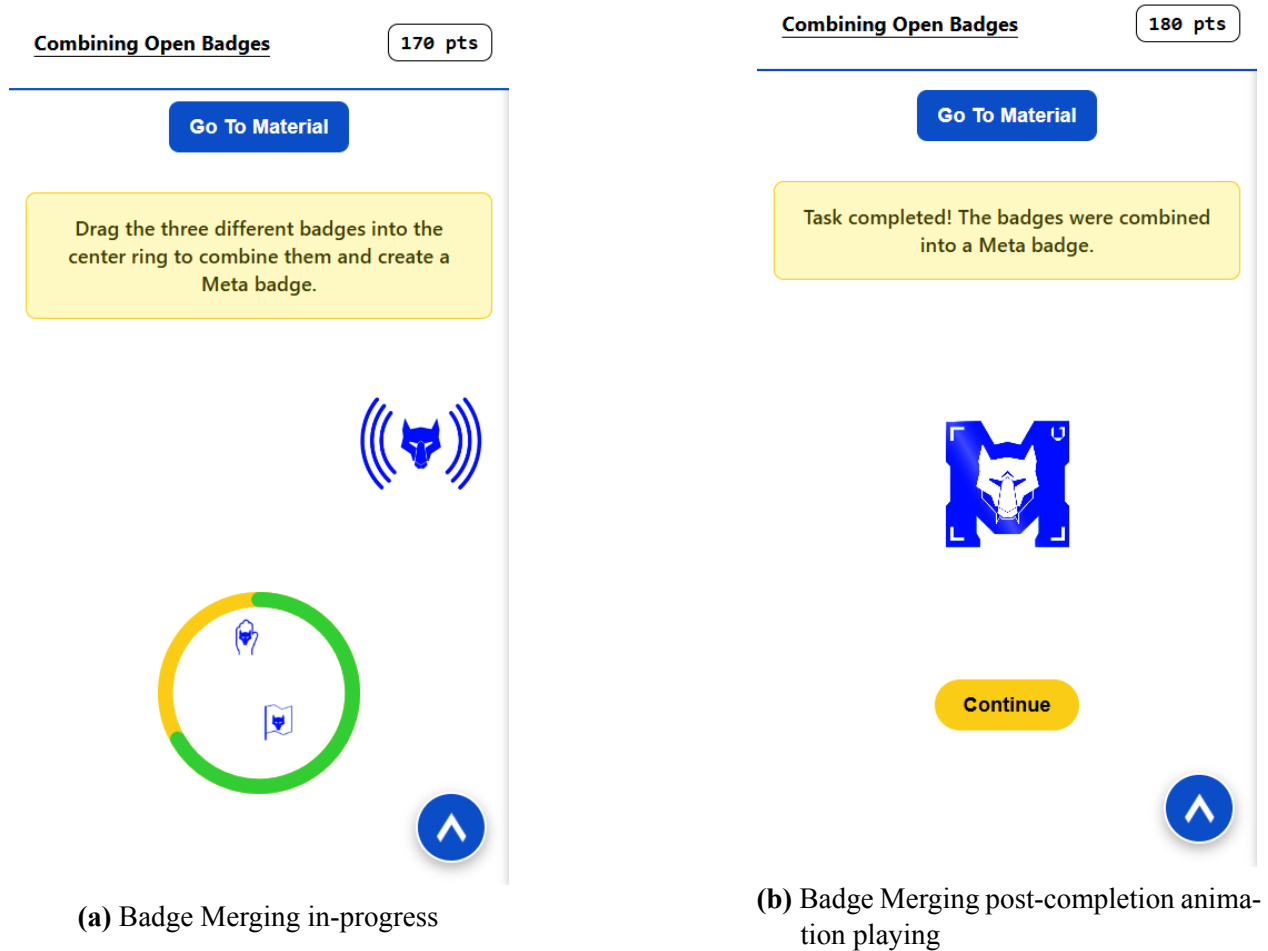 Combining Open Badges
170 pts
Go To Material
Drag the three different badges into the
center ring to combine them and create a
Meta badge.
(a) Badge Merging in-progress
Combining Open Badges
180 pts
Go To Material
Task completed! The badges were combined
into a Meta badge.
Continue
(b) Badge Merging post-completion anima-
tion playing